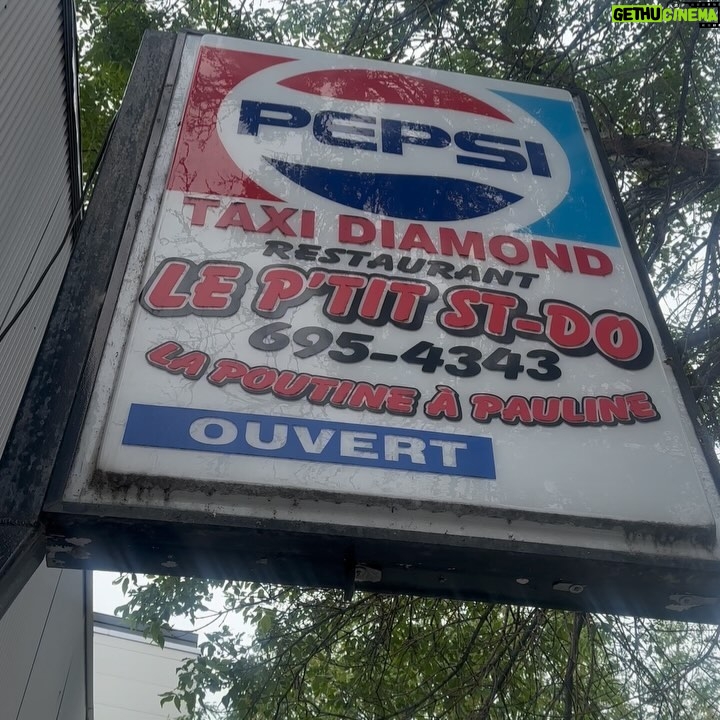 GETHUCINEMA
PEPSI
TAXI DIAMOND
RESTAURANT
LE P'TIT ST-DO
695-4343
LA POUTINE À PAULINE
OUVERT